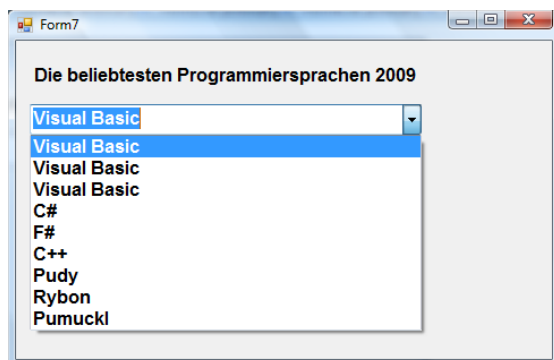 Form7
Die beliebtesten Programmiersprachen 2009
Visual Basic
Visual Basic
Visual Basic
Visual Basic
C#
F#
C++
Pudy
Rybon
Pumuckl